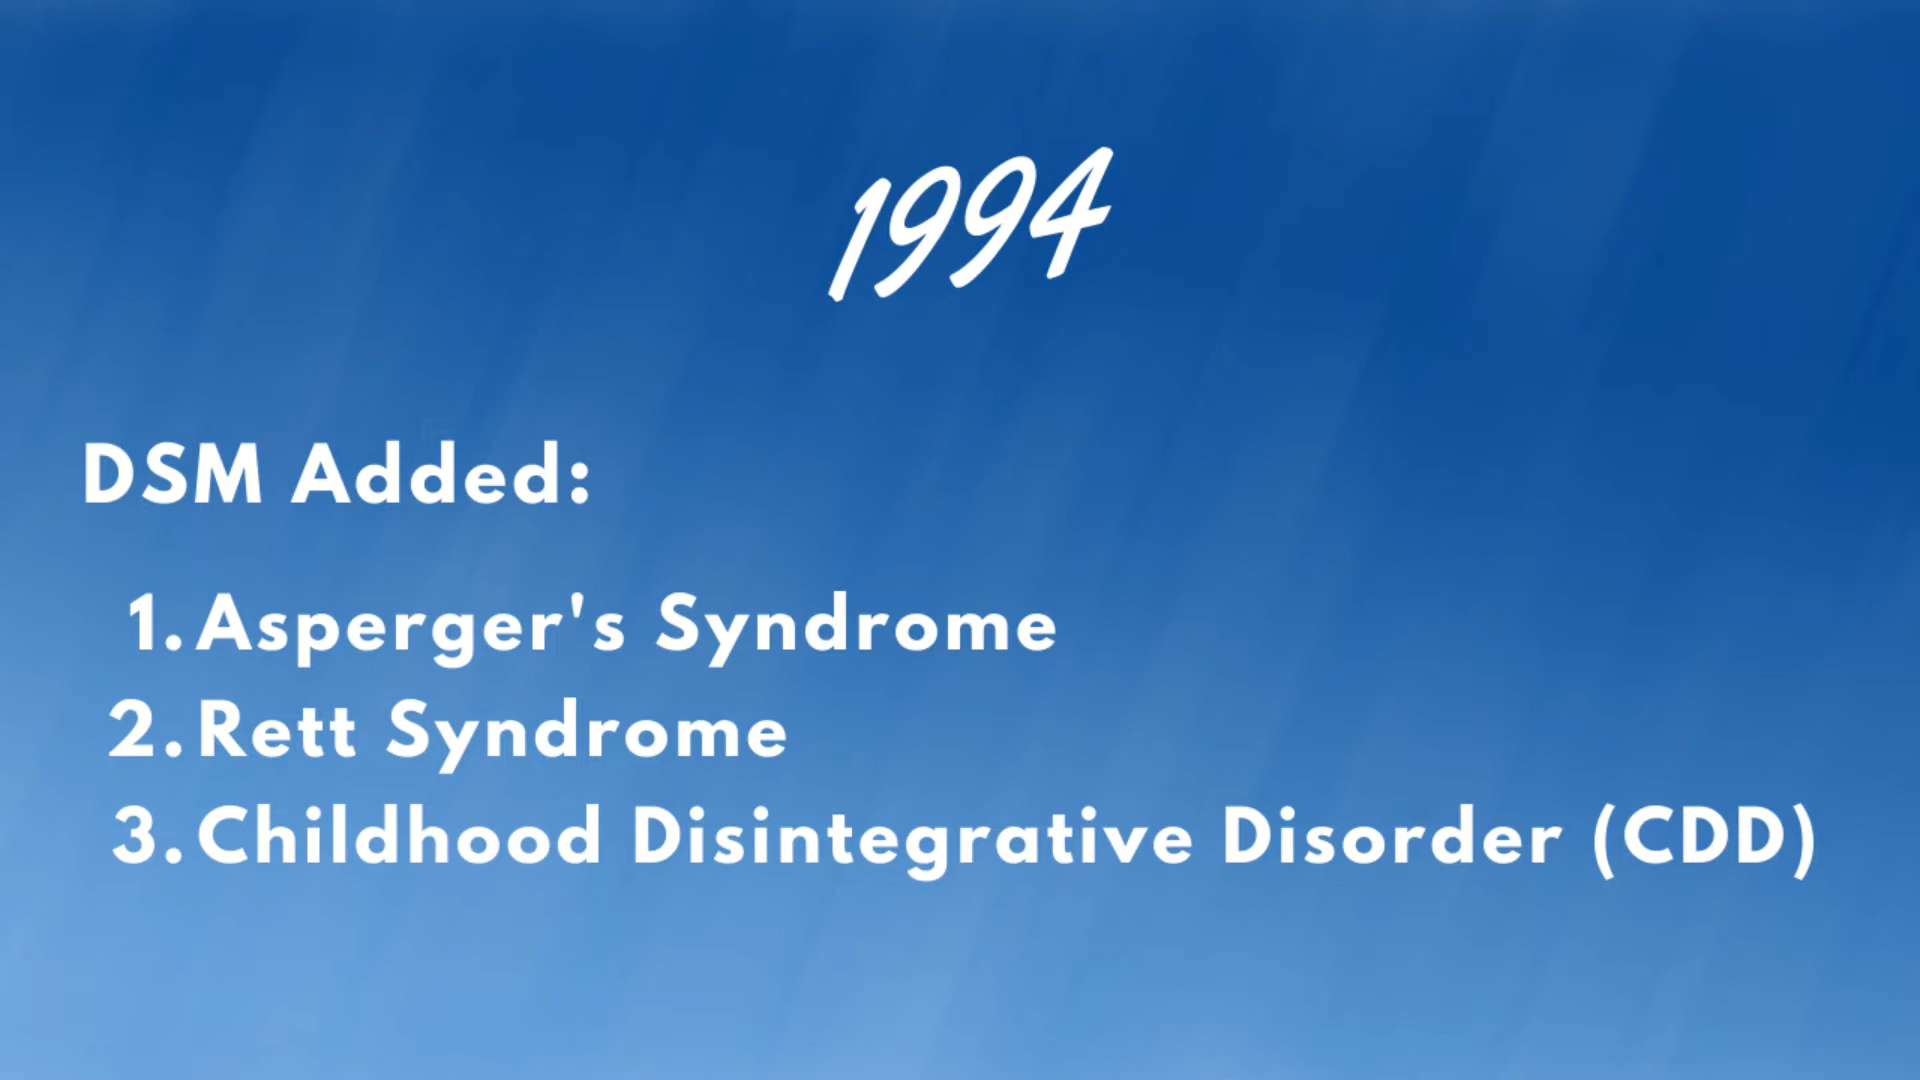 1994
DSM Added:
1. Asperger's Syndrome
2. Rett Syndrome
3. Childhood Disintegrative Disorder (CDD)